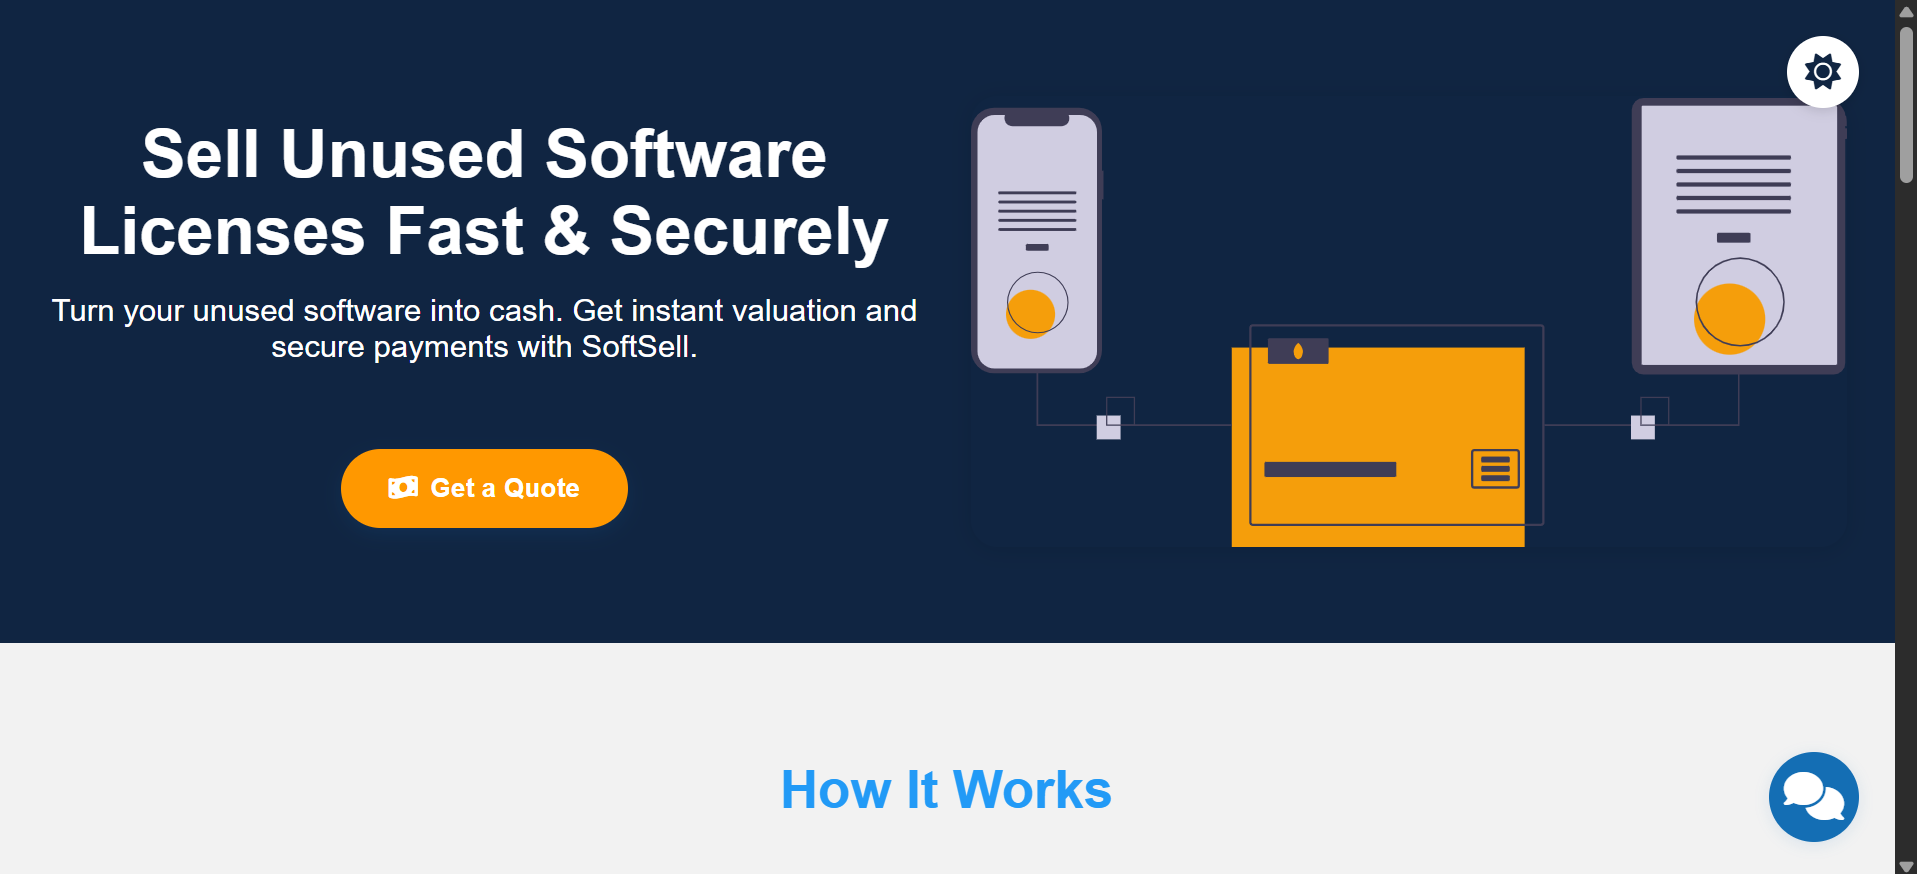 Sell Unused Software
Licenses Fast & Securely
Turn your unused software into cash. Get instant valuation and
secure payments with SoftSell.
Get a Quote
How It Works